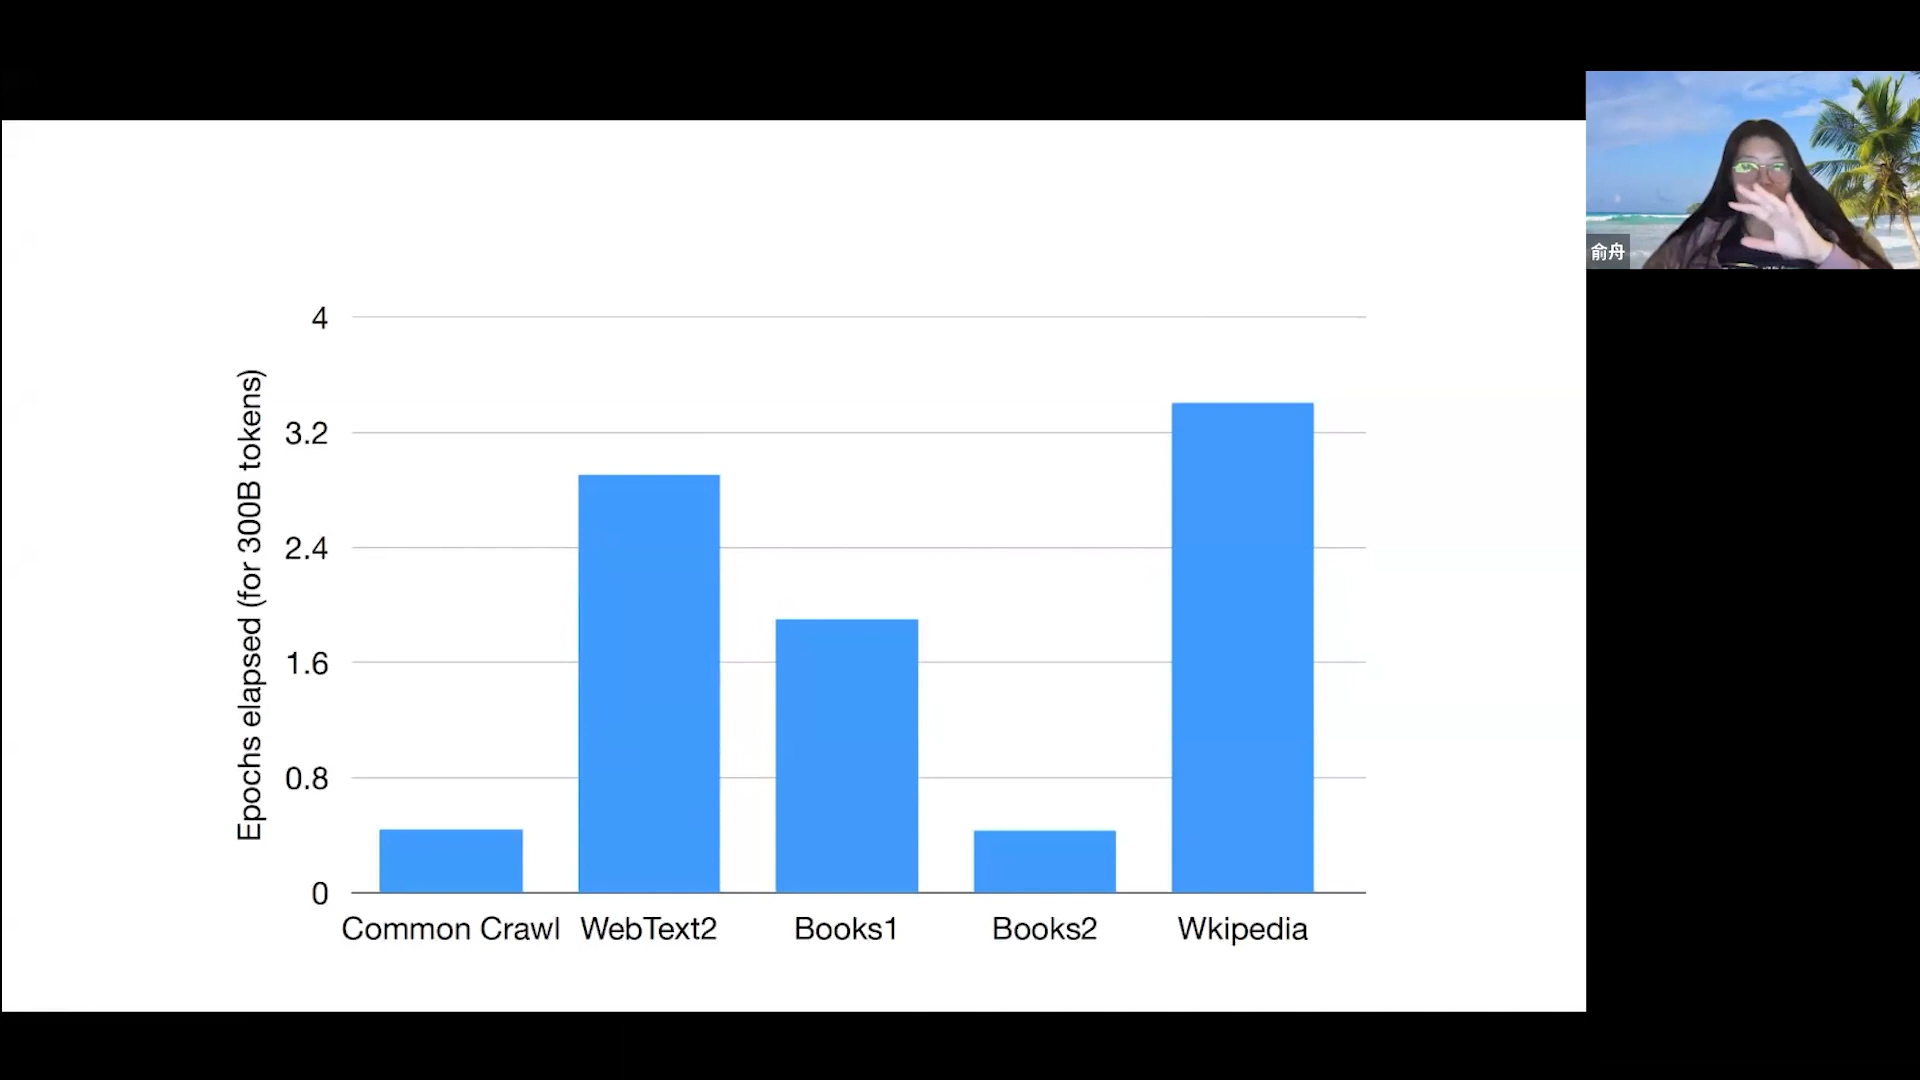 俞舟
Epochs elapsed (for 300B tokens)
4
3.2
2.4
1.6
0.8
0
Common Crawl
WebText2
Books1
Books2
Wkipedia